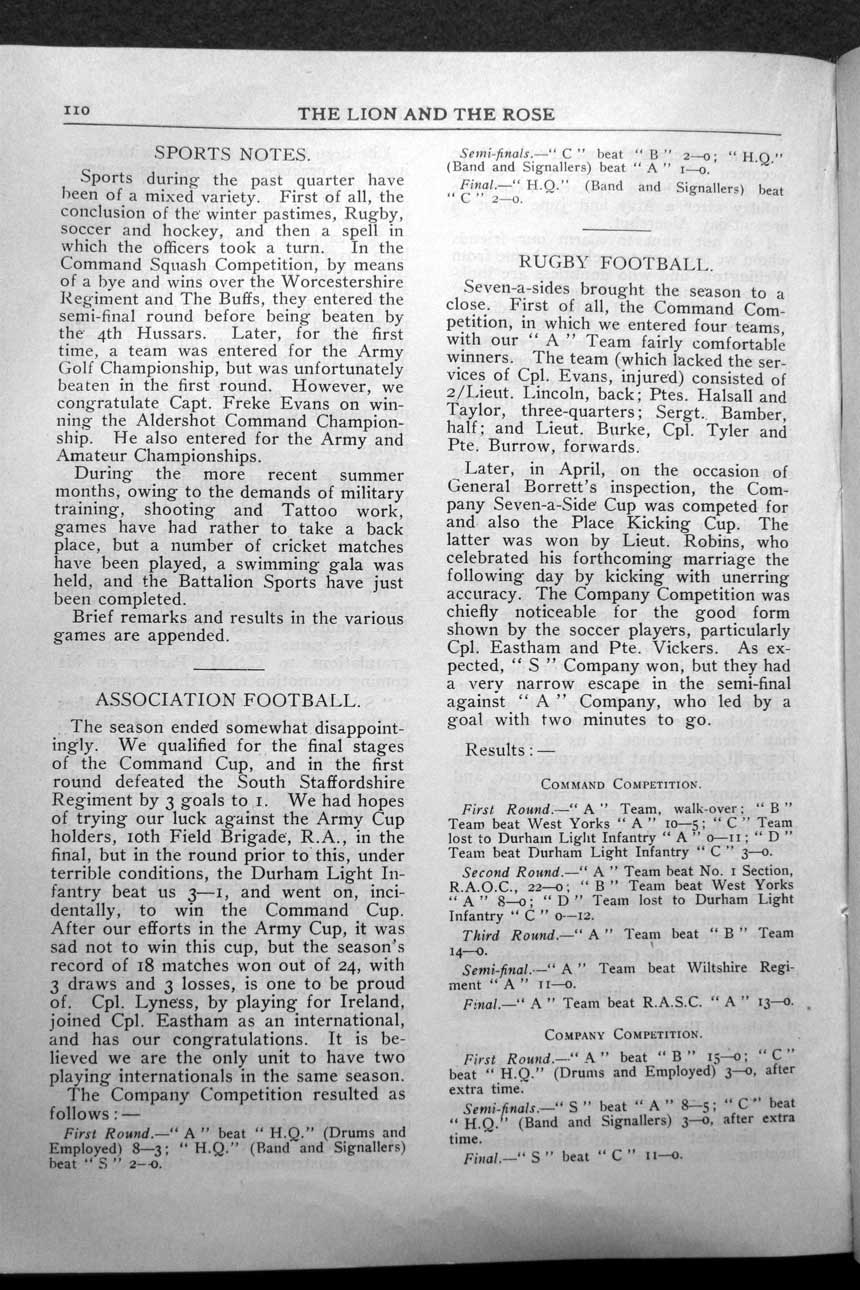 110
THE LION AND THE ROSE
SPORTS NOTES.
Sports during the past quarter have
been of a mixed variety. First of all, the
conclusion of the winter pastimes, Rugby,
soccer and hockey, and then a spell in
which the officers took a turn. In the
Command Squash Competition, by means
of a bye and wins over the Worcestershire
Regiment and The Buffs, they entered the
semi-final round before being beaten by
the 4th Hussars. Later, for the first
time, a team was entered for the Army
Golf Championship, but was unfortunately
beaten in the first round. However, we
congratulate Capt. Freke Evans on win-
ning the Aldershot Command Champion-
ship. He also entered for the Army and
Amateur Championships.
During the more recent summer
months, owing to the demands of military
training, shooting and Tattoo work,
games have had rather to take a back
place, but a number of cricket matches
have been played, a swimming gala was
held, and the Battalion Sports have just
been completed.
Brief remarks and results in the various
games are appended.
ASSOCIATION FOOTBALL.
The season ended somewhat disappoint-
ingly. We qualified for the final stages
of the Command Cup, and in the first
round defeated the South Staffordshire
Regiment by 3 goals to 1. We had hopes
of trying our luck against the Army Cup
holders, 10th Field Brigade, R.A., in the
final, but in the round prior to this, under
terrible conditions, the Durham Light In-
fantry beat us 3—1, and went on, inci-
dentally, to win the Command Cup.
After our efforts in the Army Cup, it was
sad not to win this cup, but the season's
record of 18 matches won out of 24, with
3 draws and 3 losses, is one to be proud
of. Cpl. Lyness, by playing for Ireland,
joined Cpl. Eastham as an international,
and has our congratulations. It is be-
lieved we are the only unit to have two
playing internationals in the same season.
The Company Competition resulted as
follows :—
First Round.—" A " beat " H.Q." (Drums and
Employed) 8—3; " H.Q." (Band and Signallers)
beat " S " 2—0.
Semi-finals.—" C " beat " B " 2—0; " H.Q."
(Band and Signallers) beat " A " 1—0.
Final.—" H.Q." (Band and Signallers) beat
" C " 2—0.
RUGBY FOOTBALL.
Seven-a-sides brought the season to a
close. First of all, the Command Com-
petition, in which we entered four teams,
with our " A " Team fairly comfortable
winners. The team (which lacked the ser-
vices of Cpl. Evans, injured) consisted of
2/Lieut. Lincoln, back; Ptes. Halsall and
Taylor, three-quarters; Sergt. Bamber,
half; and Lieut. Burke, Cpl. Tyler and
Pte. Burrow, forwards.
Later, in April, on the occasion of
General Borrett's inspection, the Com-
pany Seven-a-Side Cup was competed for
and also the Place Kicking Cup. The
latter was won by Lieut. Robins, who
celebrated his forthcoming marriage the
following day by kicking with unerring
accuracy. The Company Competition was
chiefly noticeable for the good form
shown by the soccer players, particularly
Cpl. Eastham and Pte. Vickers. As ex-
pected, " S " Company won, but they had
a very narrow escape in the semi-final
against " A " Company, who led by a
goal with two minutes to go.
Results :—
COMMAND COMPETITION.
First Round.—" A " Team, walk-over; " B "
Team beat West Yorks " A " 10—5; " C " Team
lost to Durham Light Infantry " A " 0—11; " D "
Team beat Durham Light Infantry " C " 3—0.
Second Round.—" A " Team beat No. 1 Section,
R.A.O.C., 22—0; " B " Team beat West Yorks
" A " 8—0; " D " Team lost to Durham Light
Infantry " C " 0—12.
Third Round.—" A " Team beat " B " Team
14—0.
Semi-final.—" A " Team beat Wiltshire Regi-
ment " A " 11—0.
Final.—" A " Team beat R.A.S.C. " A " 13—0.
COMPANY COMPETITION.
First Round.—" A " beat " B " 15—0; " C "
beat " H.Q." (Drums and Employed) 3—0, after
extra time.
Semi-finals.—" S " beat " A " 8—5; " C " beat
" H.Q." (Band and Signallers) 3—0, after extra
time.
Final.—" S " beat " C " 11—0.